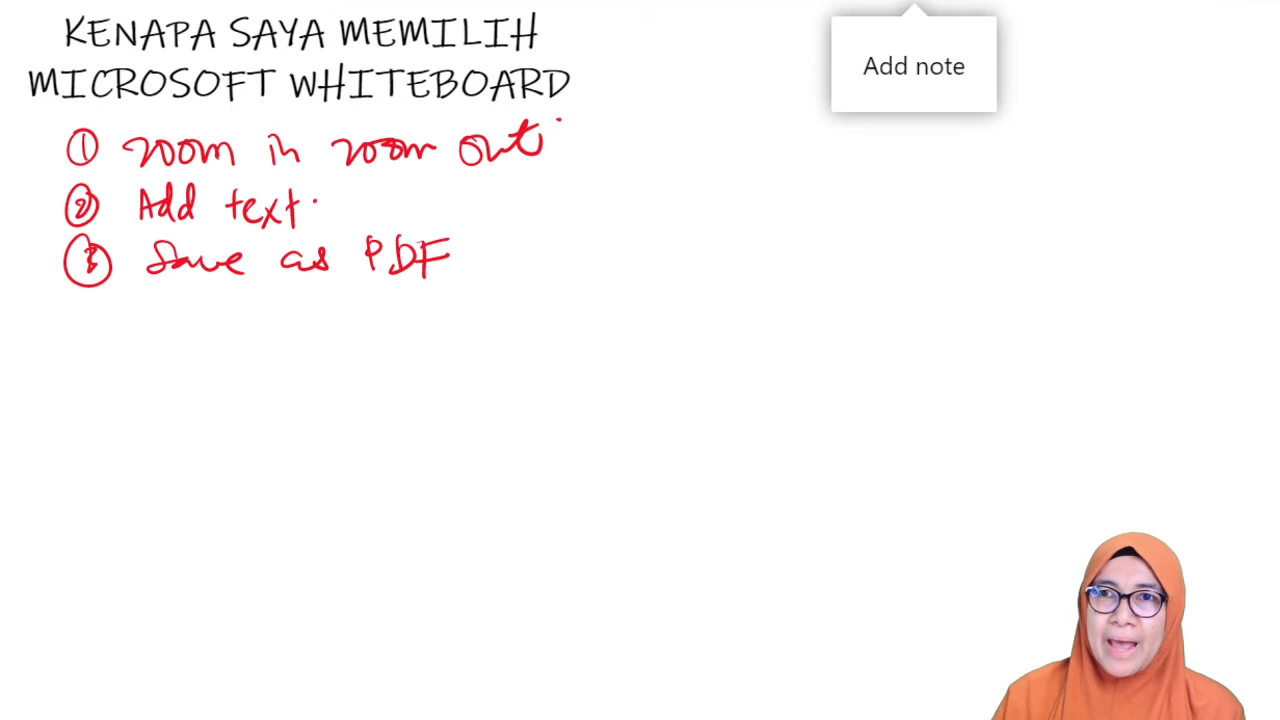 KENAPA SAYA MEMILIH
MICROSOFT WHITEBOARD
① zoom in zoom out
② Add text
③ Save as PDF
Add note